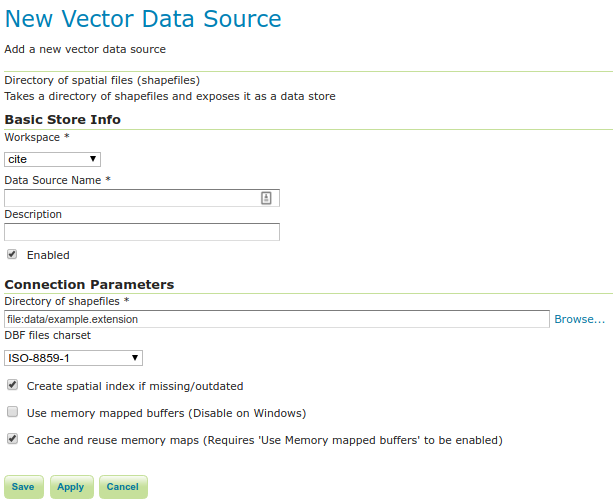 New Vector Data Source
Add a new vector data source
Directory of spatial files (shapefiles)
Takes a directory of shapefiles and exposes it as a data store
Basic Store Info
Workspace *
cite
Data Source Name *
Description
Enabled
Connection Parameters
Directory of shapefiles *
file:data/example.extension Browse...
DBF files charset
ISO-8859-1
Create spatial index if missing/outdated
Use memory mapped buffers (Disable on Windows)
Cache and reuse memory maps (Requires 'Use Memory mapped buffers' to be enabled)
Save Apply Cancel